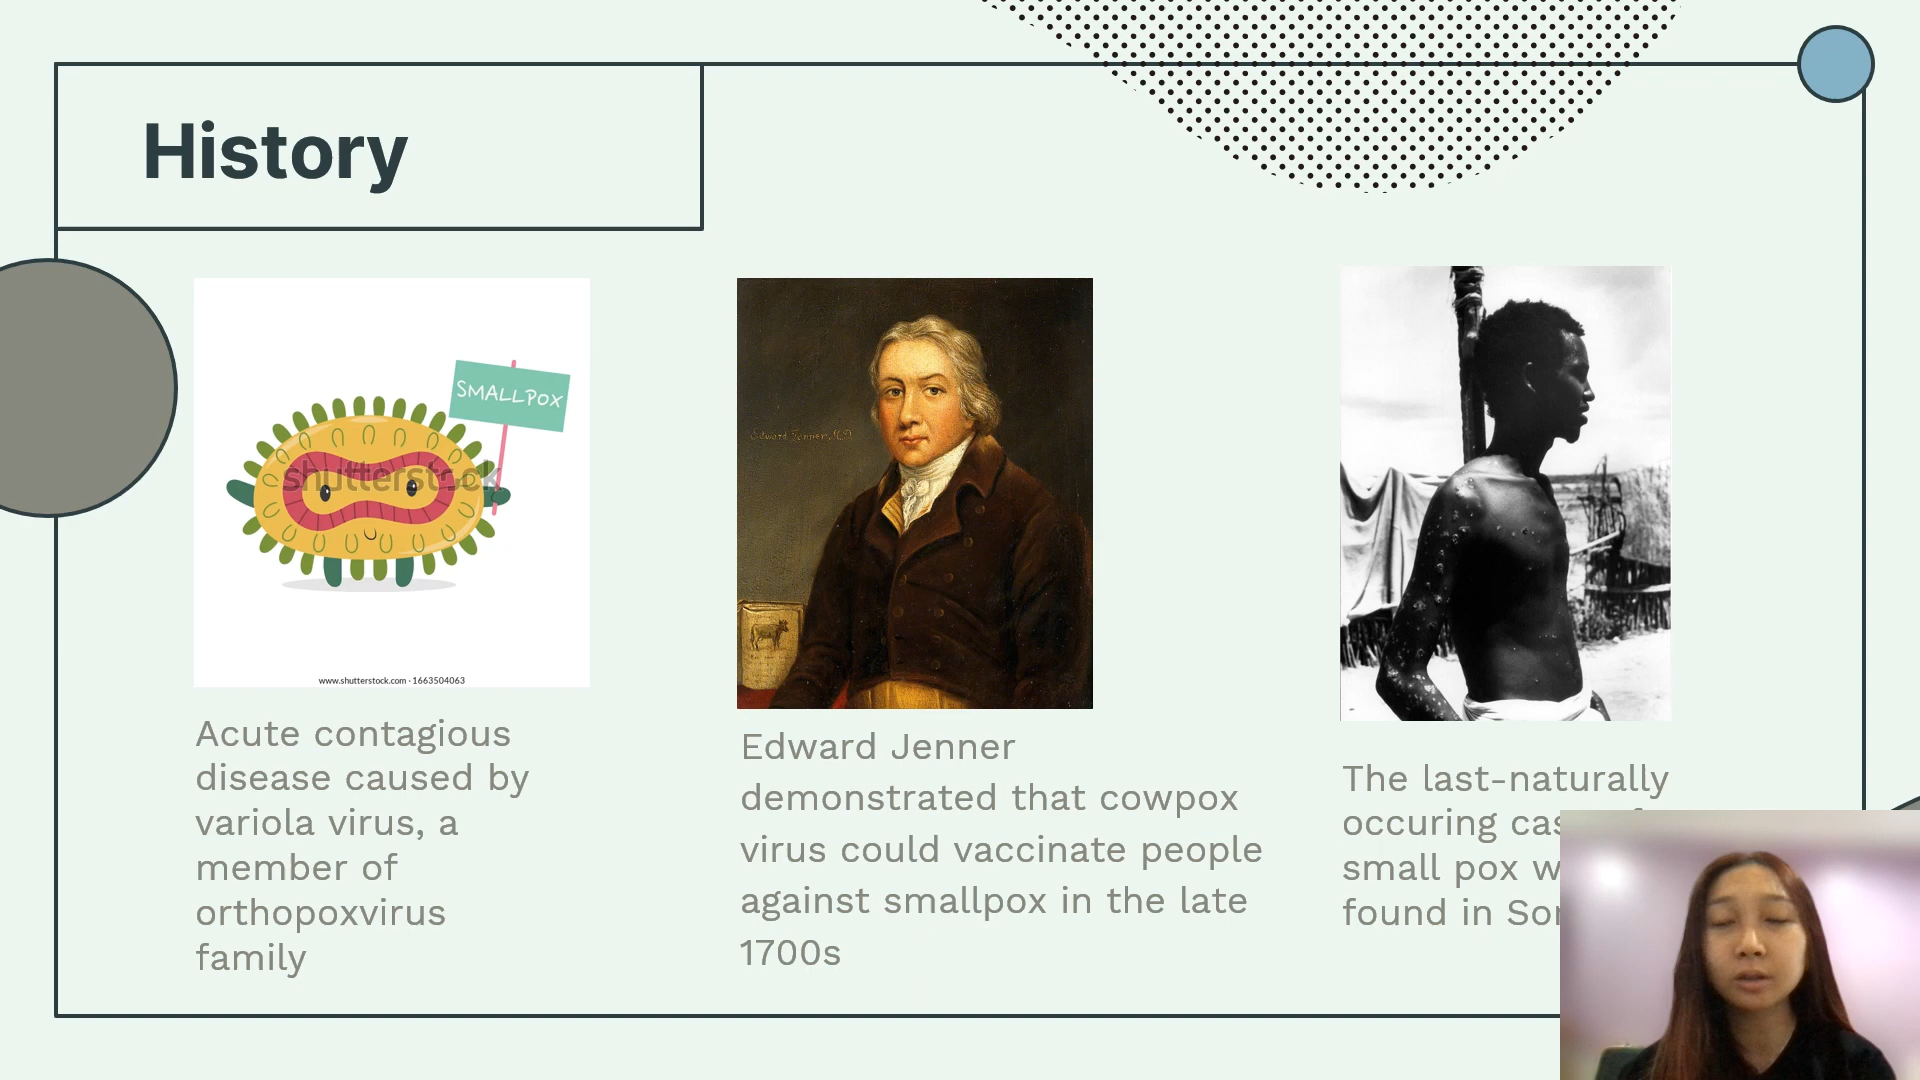 History
SMALLPOX
shutterstock
www.shutterstock.com · 1663504063
Edward Jenner M.D.
Acute contagious
disease caused by
variola virus, a
member of
orthopoxvirus
family
Edward Jenner
demonstrated that cowpox
virus could vaccinate people
against smallpox in the late
1700s
The last-naturally
occuring
small pox
found in